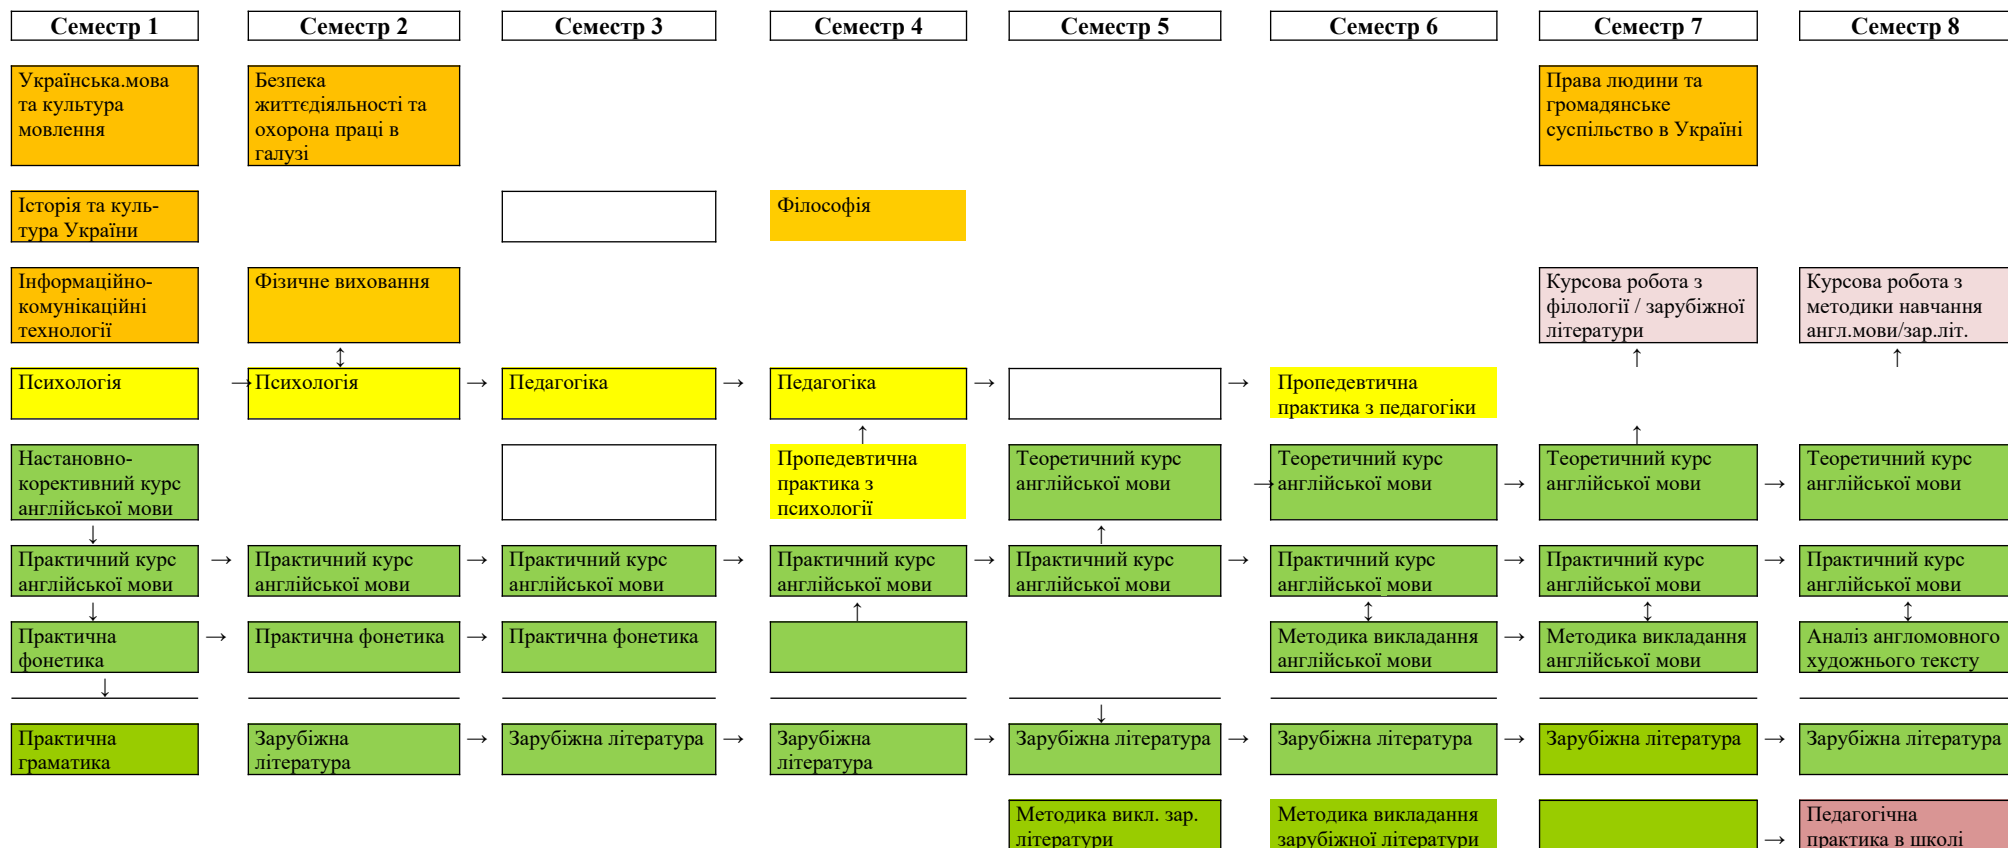 Семестр 1
Семестр 2
Семестр 3
Семестр 4
Семестр 5
Семестр 6
Семестр 7
Семестр 8
Українська.мова
та культура
мовлення
Безпека
життєдіяльності та
охорона праці в
галузі
Права людини та
громадянське
суспільство в Україні
Історія та куль-
тура України
Філософія
Інформаційно-
комунікаційні
технології
Фізичне виховання
Курсова робота з
філології / зарубіжної
літератури
Курсова робота з
методики навчання
англ.мови/зар.літ.
Психологія
Психологія
Педагогіка
Педагогіка
Пропедевтична
практика з педагогіки
Настановно-
корективний курс
англійської мови
Пропедевтична
практика з
психології
Теоретичний курс
англійської мови
Теоретичний курс
англійської мови
Теоретичний курс
англійської мови
Теоретичний курс
англійської мови
Практичний курс
англійської мови
Практичний курс
англійської мови
Практичний курс
англійської мови
Практичний курс
англійської мови
Практичний курс
англійської мови
Практичний курс
англійської мови
Практичний курс
англійської мови
Практичний курс
англійської мови
Практична
фонетика
Практична фонетика
Практична фонетика
Методика викладання
англійської мови
Методика викладання
англійської мови
Аналіз англомовного
художнього тексту
Практична
граматика
Зарубіжна
література
Зарубіжна література
Зарубіжна
література
Зарубіжна література
Зарубіжна література
Зарубіжна література
Зарубіжна література
Методика викл. зар.
літератури
Методика викладання
зарубіжної літератури
Педагогічна
практика в школі